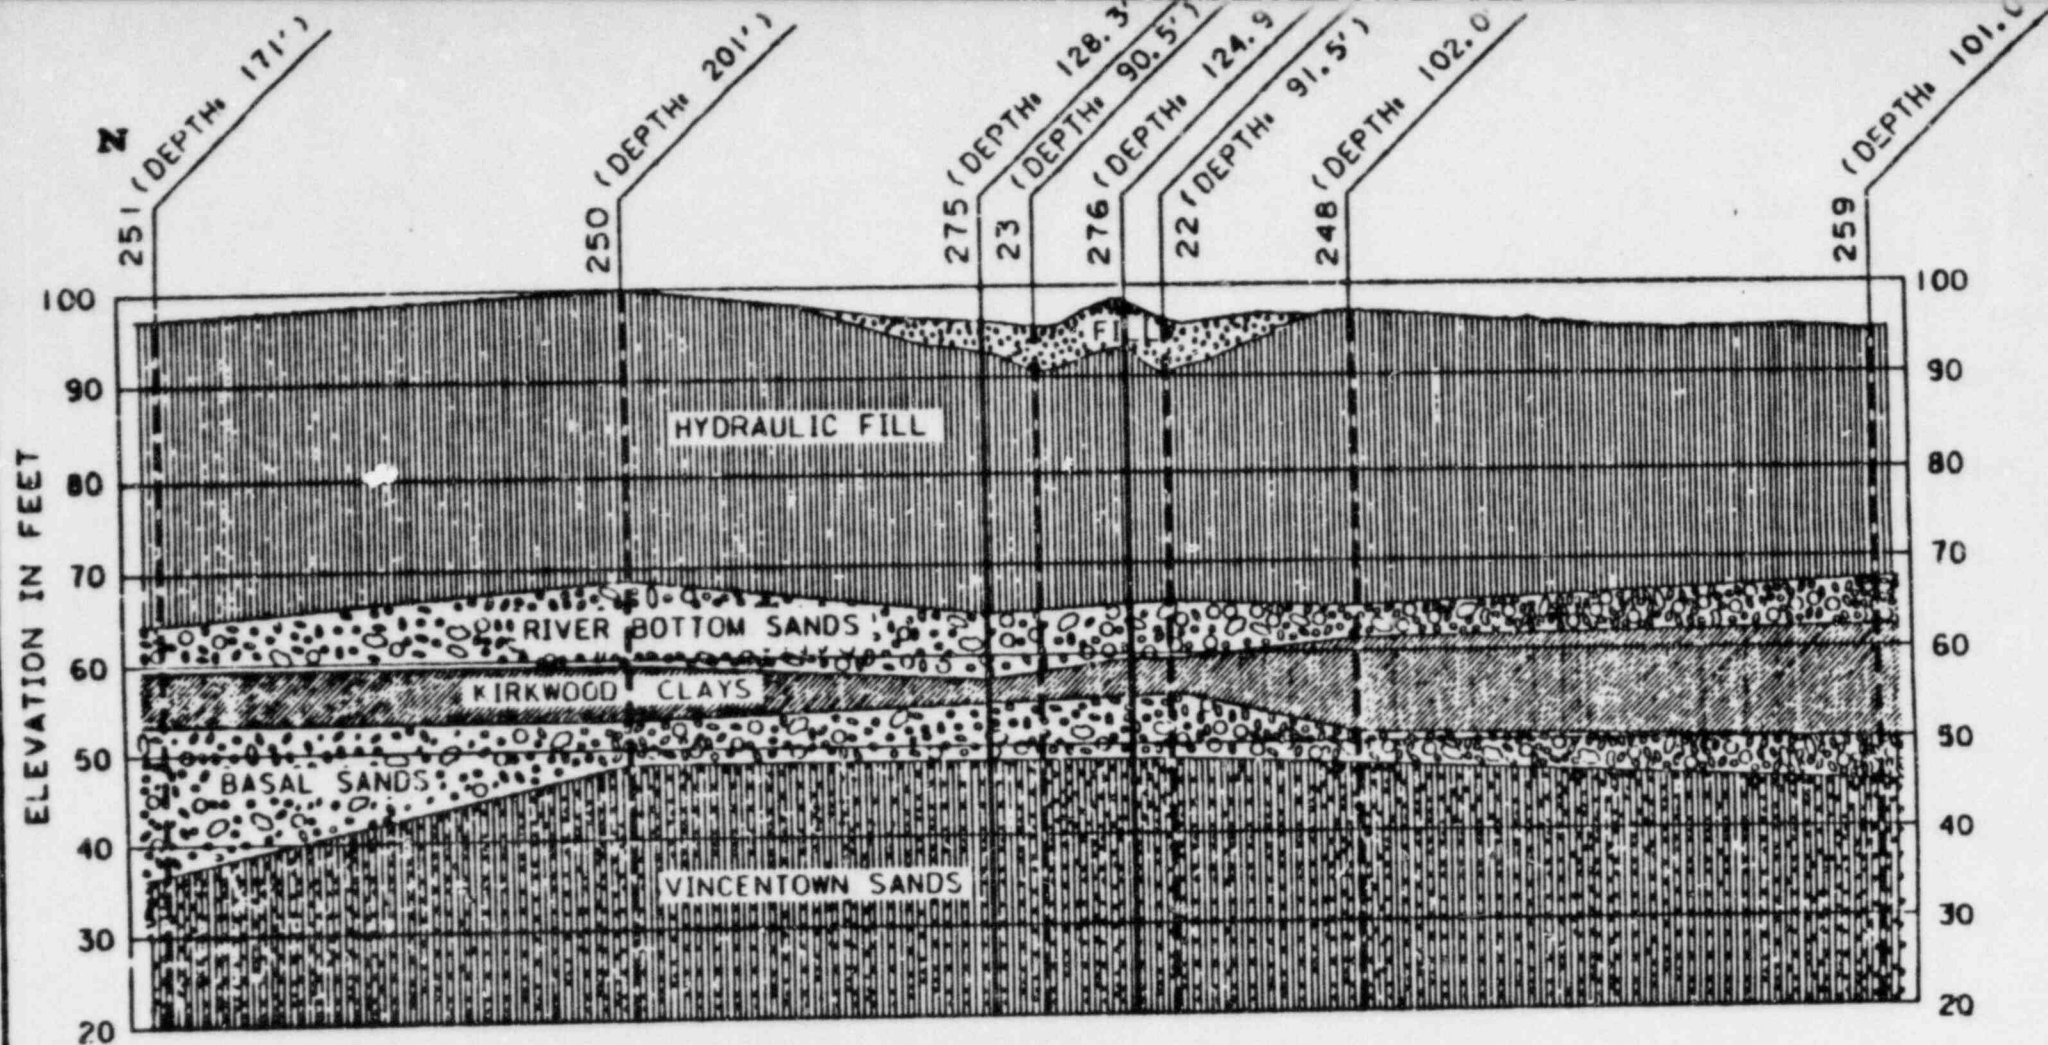 N
251 (DEPTH: 171')
250 (DEPTH: 201')
275 (DEPTH: 128.3'
23 (DEPTH: 90.5')
276 (DEPTH: 124.9
22 (DEPTH: 91.5')
248 (DEPTH: 102.0'
259 (DEPTH: 101.0
ELEVATION IN FEET
100 100
90 90
80 80
70 70
60 60
50 50
40 40
30 30
20 20
FILL
HYDRAULIC FILL
RIVER BOTTOM SANDS
KIRKWOOD CLAYS
BASAL SANDS
VINCENTOWN SANDS